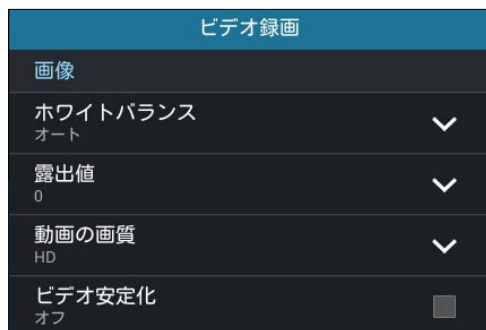 ビデオ録画
画像
ホワイトバランス
オート
露出値
0
動画の画質
HD
ビデオ安定化
オフ